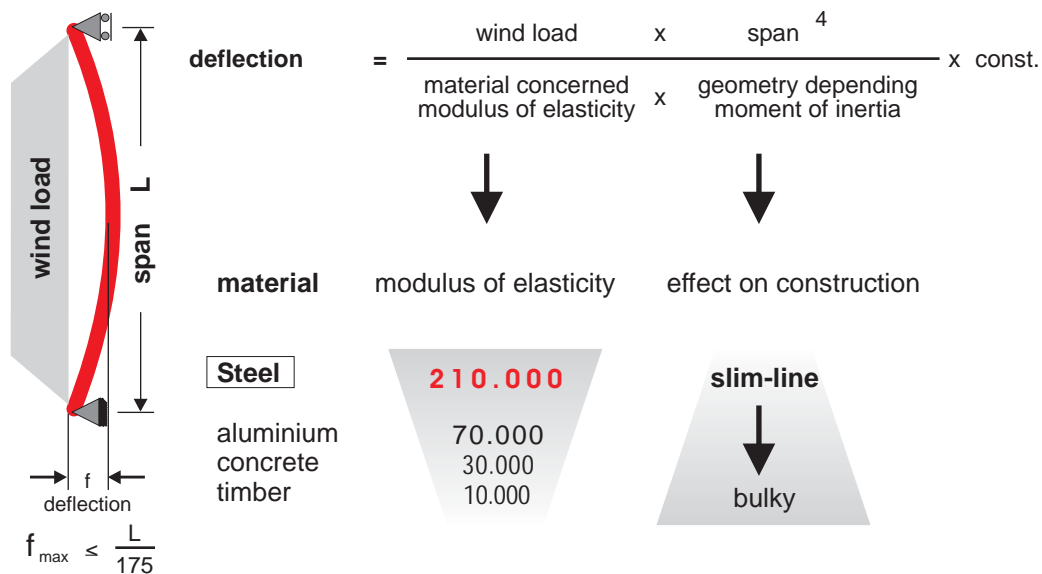 deflection = wind load x span 4 x const.
material concerned modulus of elasticity x geometry depending moment of inertia
wind load
span L
material modulus of elasticity effect on construction
Steel 210.000 slim-line
aluminium 70.000
concrete 30.000
timber 10.000 bulky
f
deflection
f max ≤ L
175